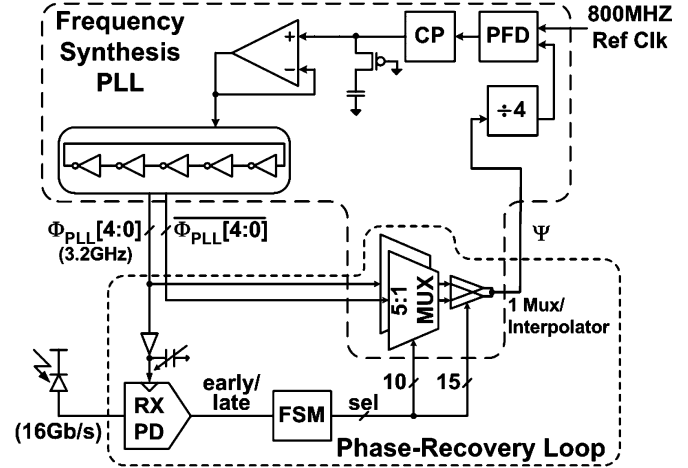 Frequency
Synthesis
PLL
+
−
CP
PFD
800MHZ
Ref Clk
÷4
Φ_PLL[4:0]
(3.2GHz)
Φ̅_PLL[4:0]
Ψ
5:1
MUX
1 Mux/
Interpolator
10
15
early/
late
RX
PD
FSM
sel
(16Gb/s)
Phase-Recovery Loop